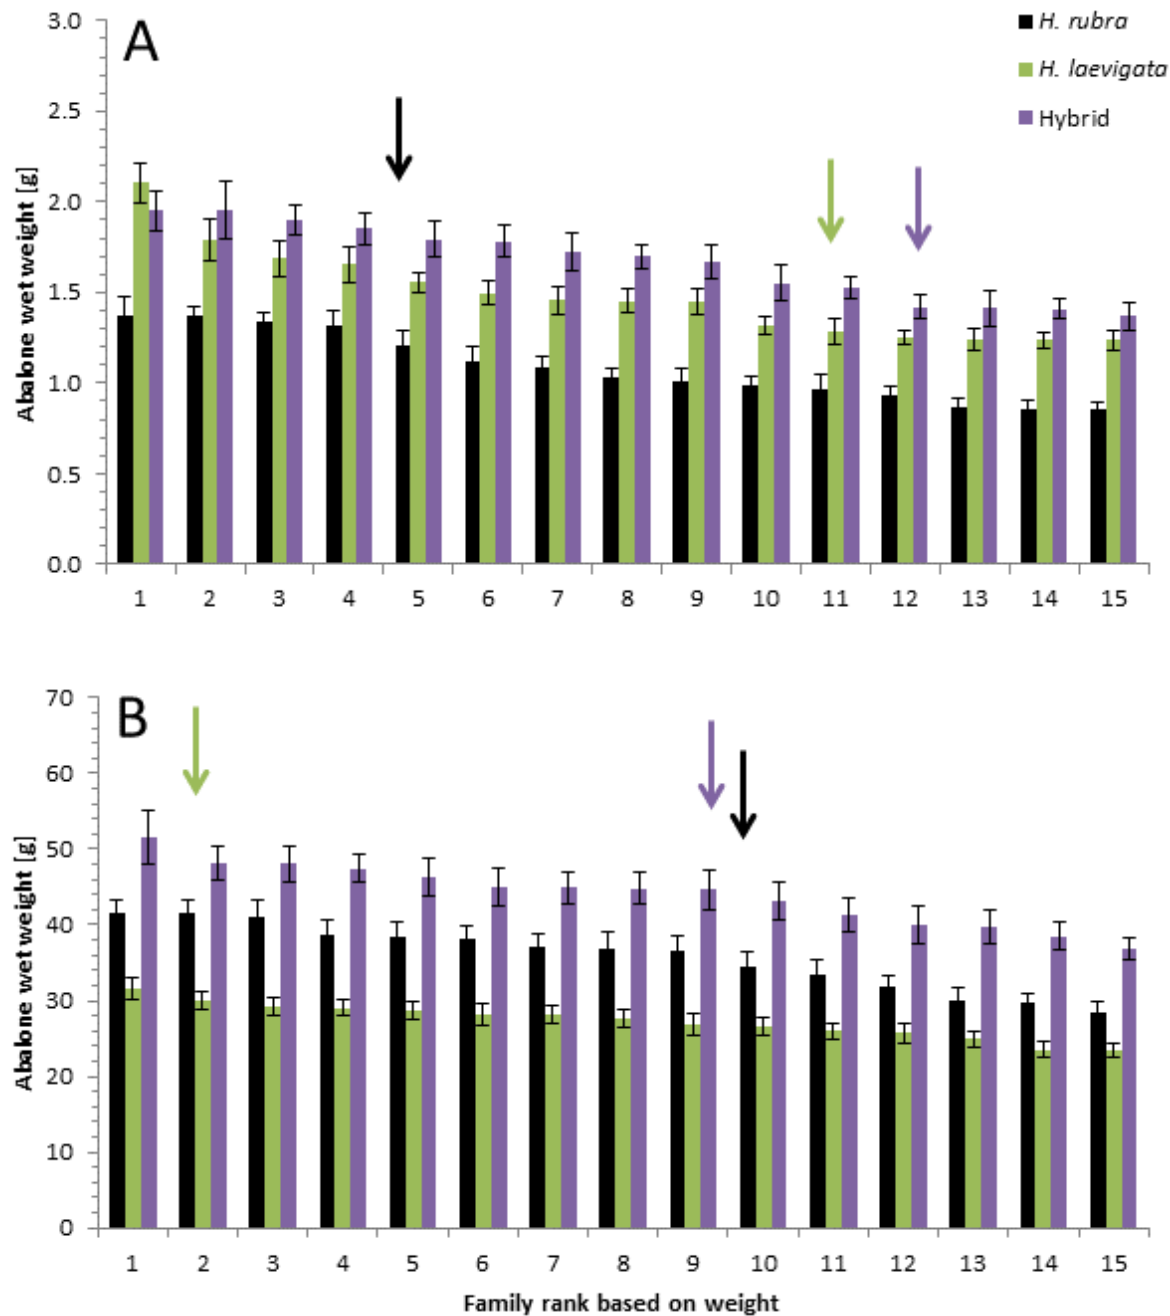 A
H. rubra
H. laevigata
Hybrid
Abalone wet weight [g]
3.0
2.5
2.0
1.5
1.0
0.5
0.0
1 2 3 4 5 6 7 8 9 10 11 12 13 14 15
B
Abalone wet weight [g]
70
60
50
40
30
20
10
0
1 2 3 4 5 6 7 8 9 10 11 12 13 14 15
Family rank based on weight